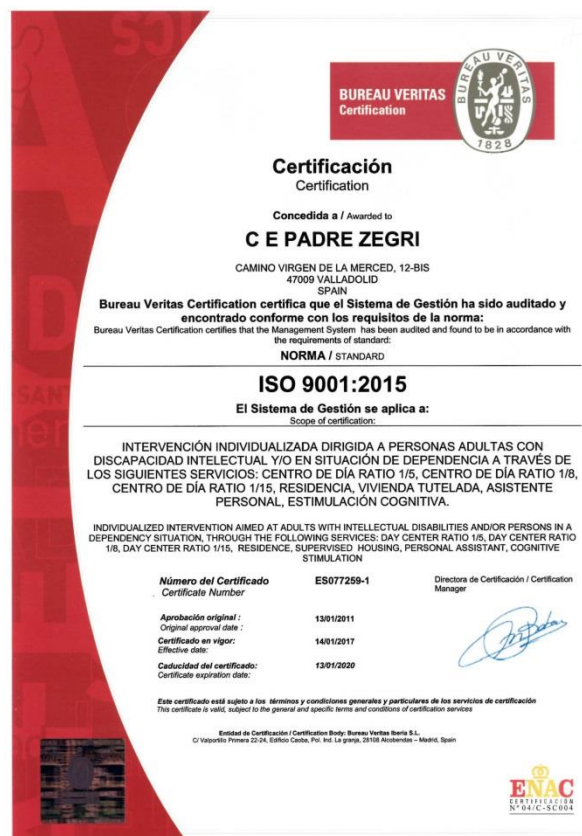 BUREAU VERITAS
Certification
BUREAU VERITAS
1828
Certificación
Certification
Concedida a / Awarded to
C E PADRE ZEGRI
CAMINO VIRGEN DE LA MERCED, 12-BIS
47009 VALLADOLID
SPAIN
Bureau Veritas Certification certifica que el Sistema de Gestión ha sido auditado y
encontrado conforme con los requisitos de la norma:
Bureau Veritas Certification certifies that the Management System has been audited and found to be in accordance with
the requirements of standard:
NORMA / STANDARD
ISO 9001:2015
El Sistema de Gestión se aplica a:
Scope of certification:
INTERVENCIÓN INDIVIDUALIZADA DIRIGIDA A PERSONAS ADULTAS CON
DISCAPACIDAD INTELECTUAL Y/O EN SITUACIÓN DE DEPENDENCIA A TRAVÉS DE
LOS SIGUIENTES SERVICIOS: CENTRO DE DÍA RATIO 1/5, CENTRO DE DÍA RATIO 1/8,
CENTRO DE DÍA RATIO 1/15, RESIDENCIA, VIVIENDA TUTELADA, ASISTENTE
PERSONAL, ESTIMULACIÓN COGNITIVA.
INDIVIDUALIZED INTERVENTION AIMED AT ADULTS WITH INTELLECTUAL DISABILITIES AND/OR PERSONS IN A
DEPENDENCY SITUATION, THROUGH THE FOLLOWING SERVICES: DAY CENTER RATIO 1/5, DAY CENTER RATIO
1/8, DAY CENTER RATIO 1/15, RESIDENCE, SUPERVISED HOUSING, PERSONAL ASSISTANT, COGNITIVE
STIMULATION
Número del Certificado ES077259-1 Directora de Certificación / Certification
Certificate Number Manager
Aprobación original : 13/01/2011
Original approval date :
Certificado en vigor: 14/01/2017
Effective date:
Caducidad del certificado: 13/01/2020
Certificate expiration date:
Este certificado está sujeto a los términos y condiciones generales y particulares de los servicios de certificación
This certificate is valid, subject to the general and specific terms and conditions of certification services
Entidad de Certificación / Certification Body: Bureau Veritas Iberia S.L.
C/ Valportillo Primera 22-24, Edificio Caoba, Pol. Ind. La granja, 28108 Alcobendas – Madrid, Spain
ENAC
CERTIFICACIÓN
Nº 04/C-SC004